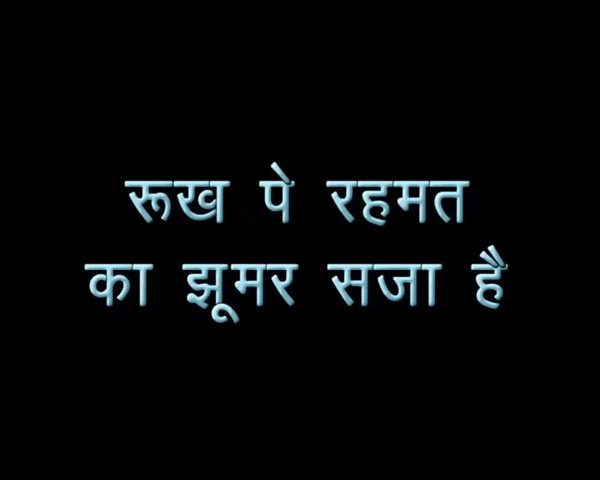 रूख पे रहमत
का झूमर सजा है